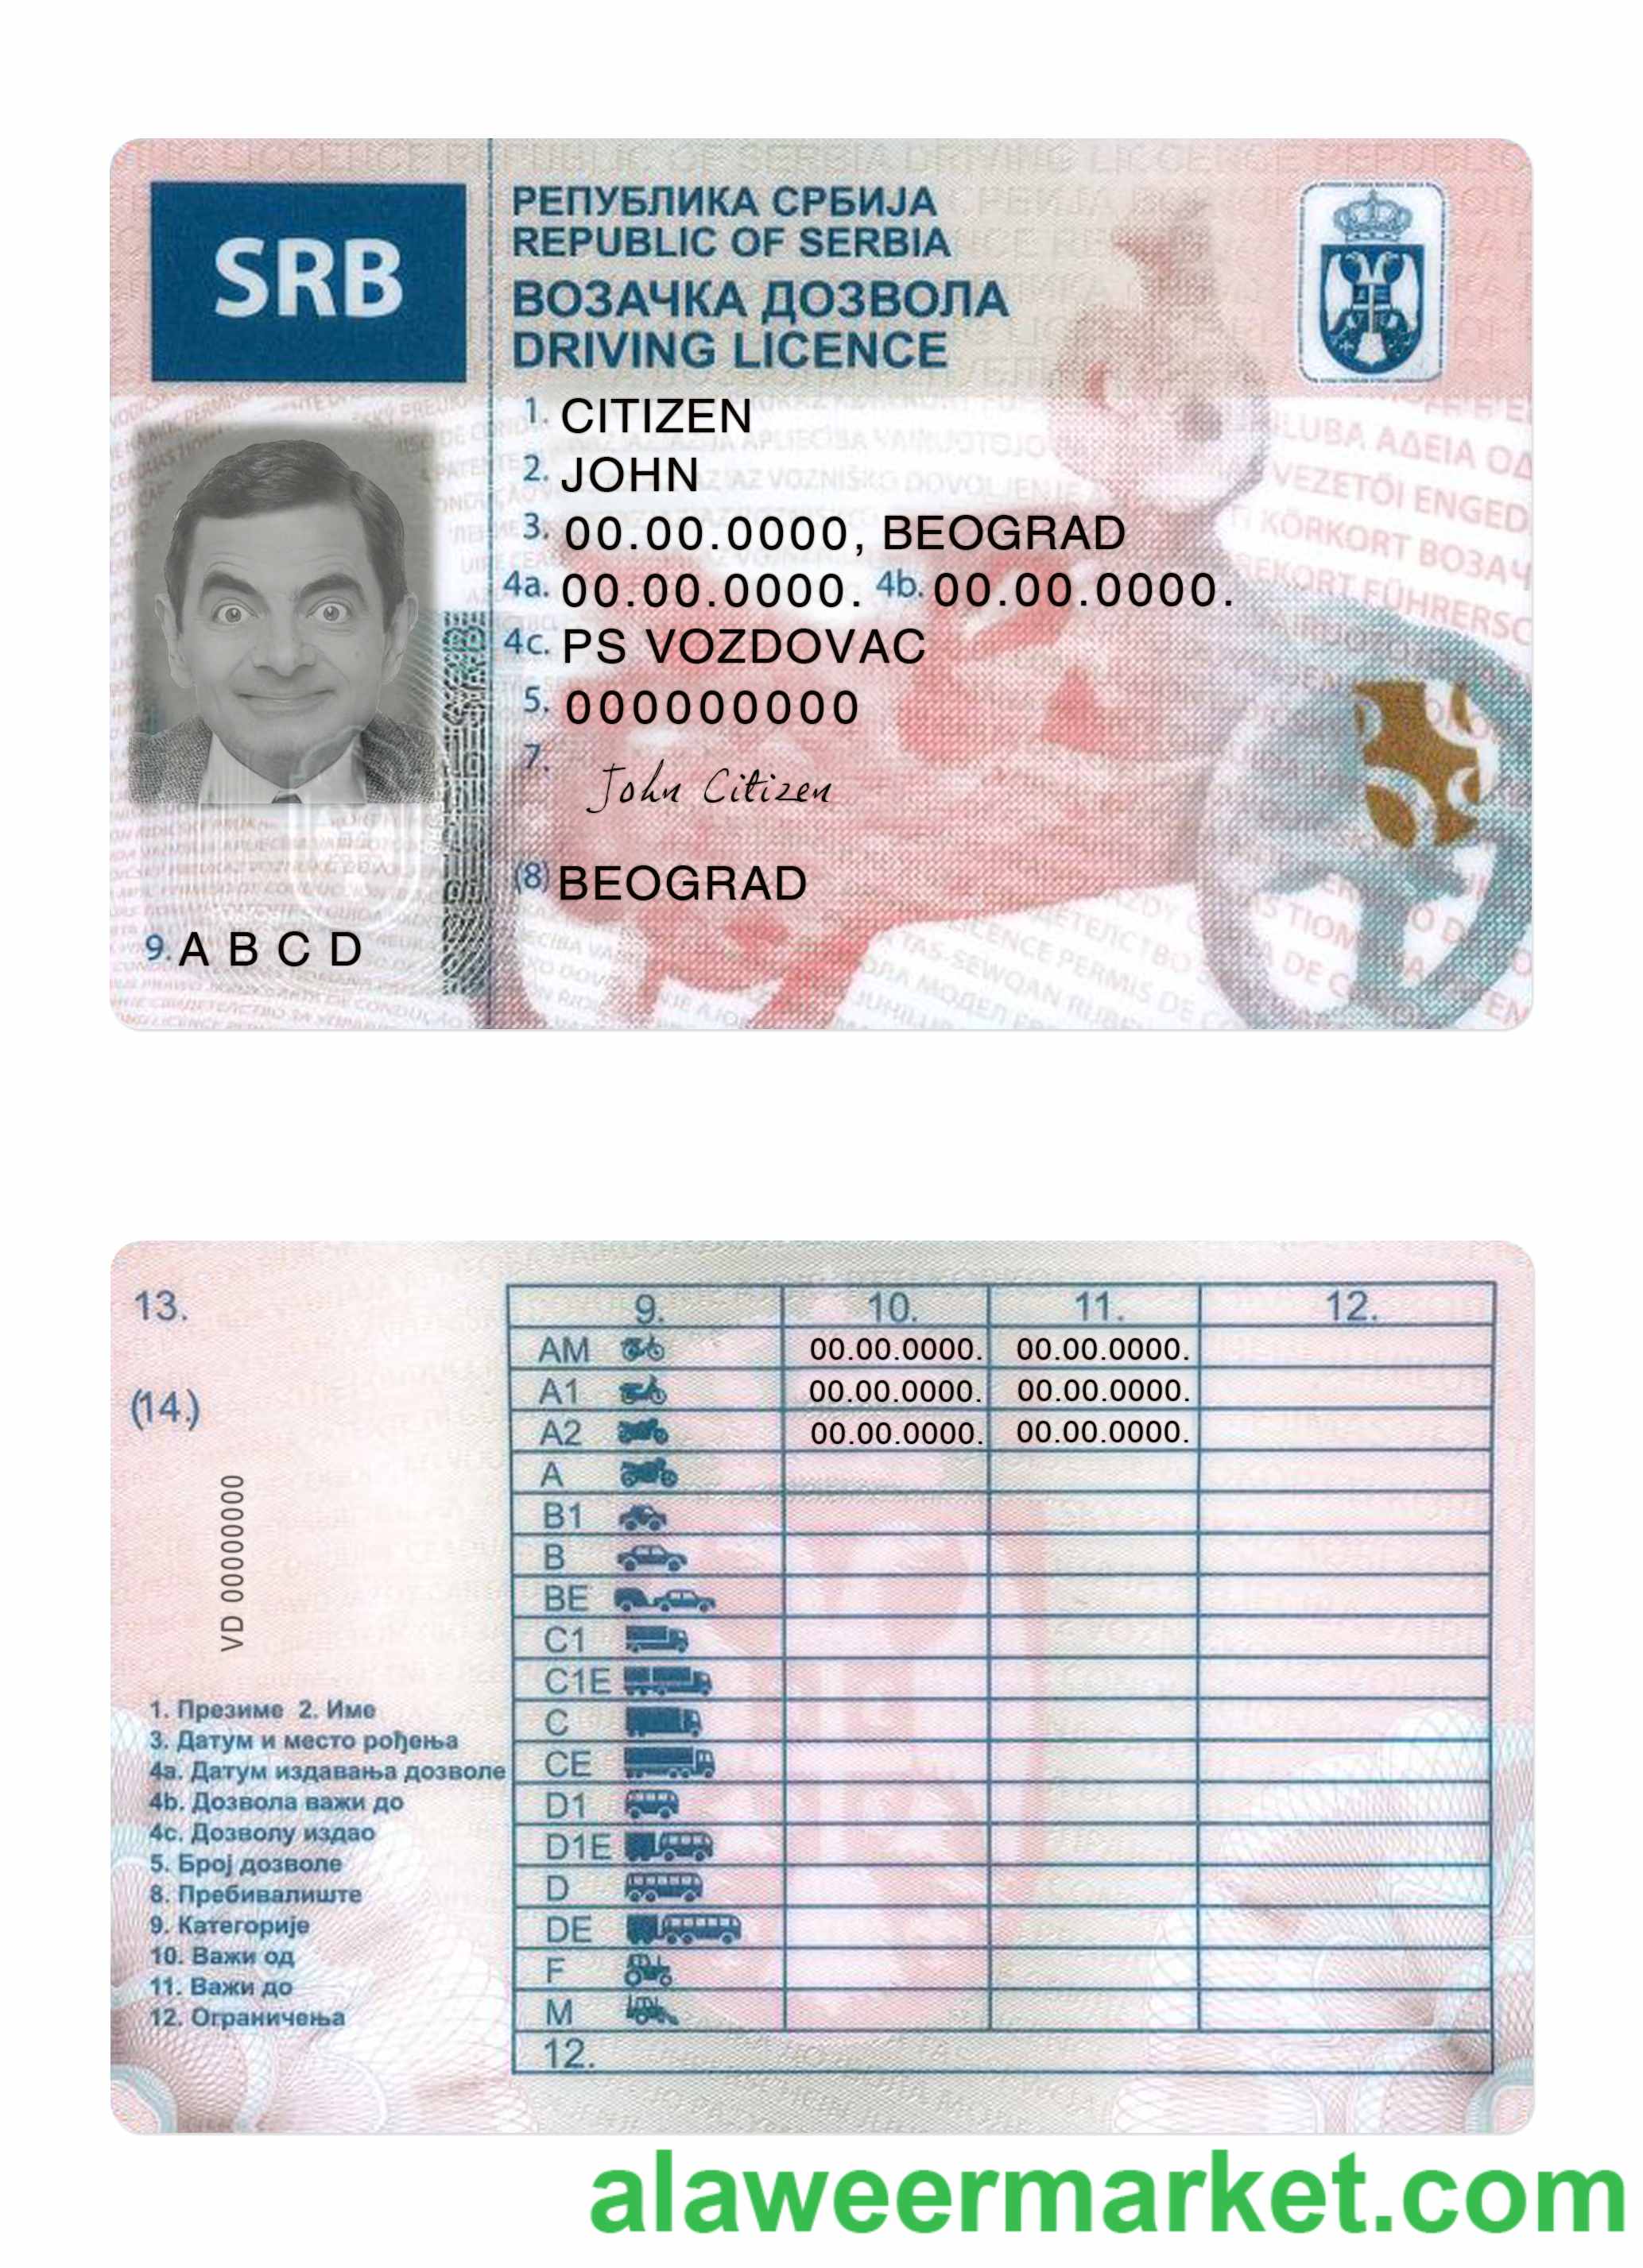 SRB
РЕПУБЛИКА СРБИЈА
REPUBLIC OF SERBIA
ВОЗАЧКА ДОЗВОЛА
DRIVING LICENCE
1. CITIZEN
2. JOHN
3. 00.00.0000, BEOGRAD
4a. 00.00.0000. 4b. 00.00.0000.
4c. PS VOZDOVAC
5. 000000000
7.
John Citizen
(8) BEOGRAD
9. A B C D
13.
(14.)
VD 00000000
1. Презиме 2. Име
3. Датум и место рођења
4a. Датум издавања дозволе
4b. Дозвола важи до
4c. Дозволу издао
5. Број дозволе
8. Пребивалиште
9. Категорије
10. Важи од
11. Важи до
12. Ограничења
9. 10. 11. 12.
AM 00.00.0000. 00.00.0000.
A1 00.00.0000. 00.00.0000.
A2 00.00.0000. 00.00.0000.
A
B1
B
BE
C1
C1E
C
CE
D1
D1E
D
DE
F
M
12.
alaweermarket.com